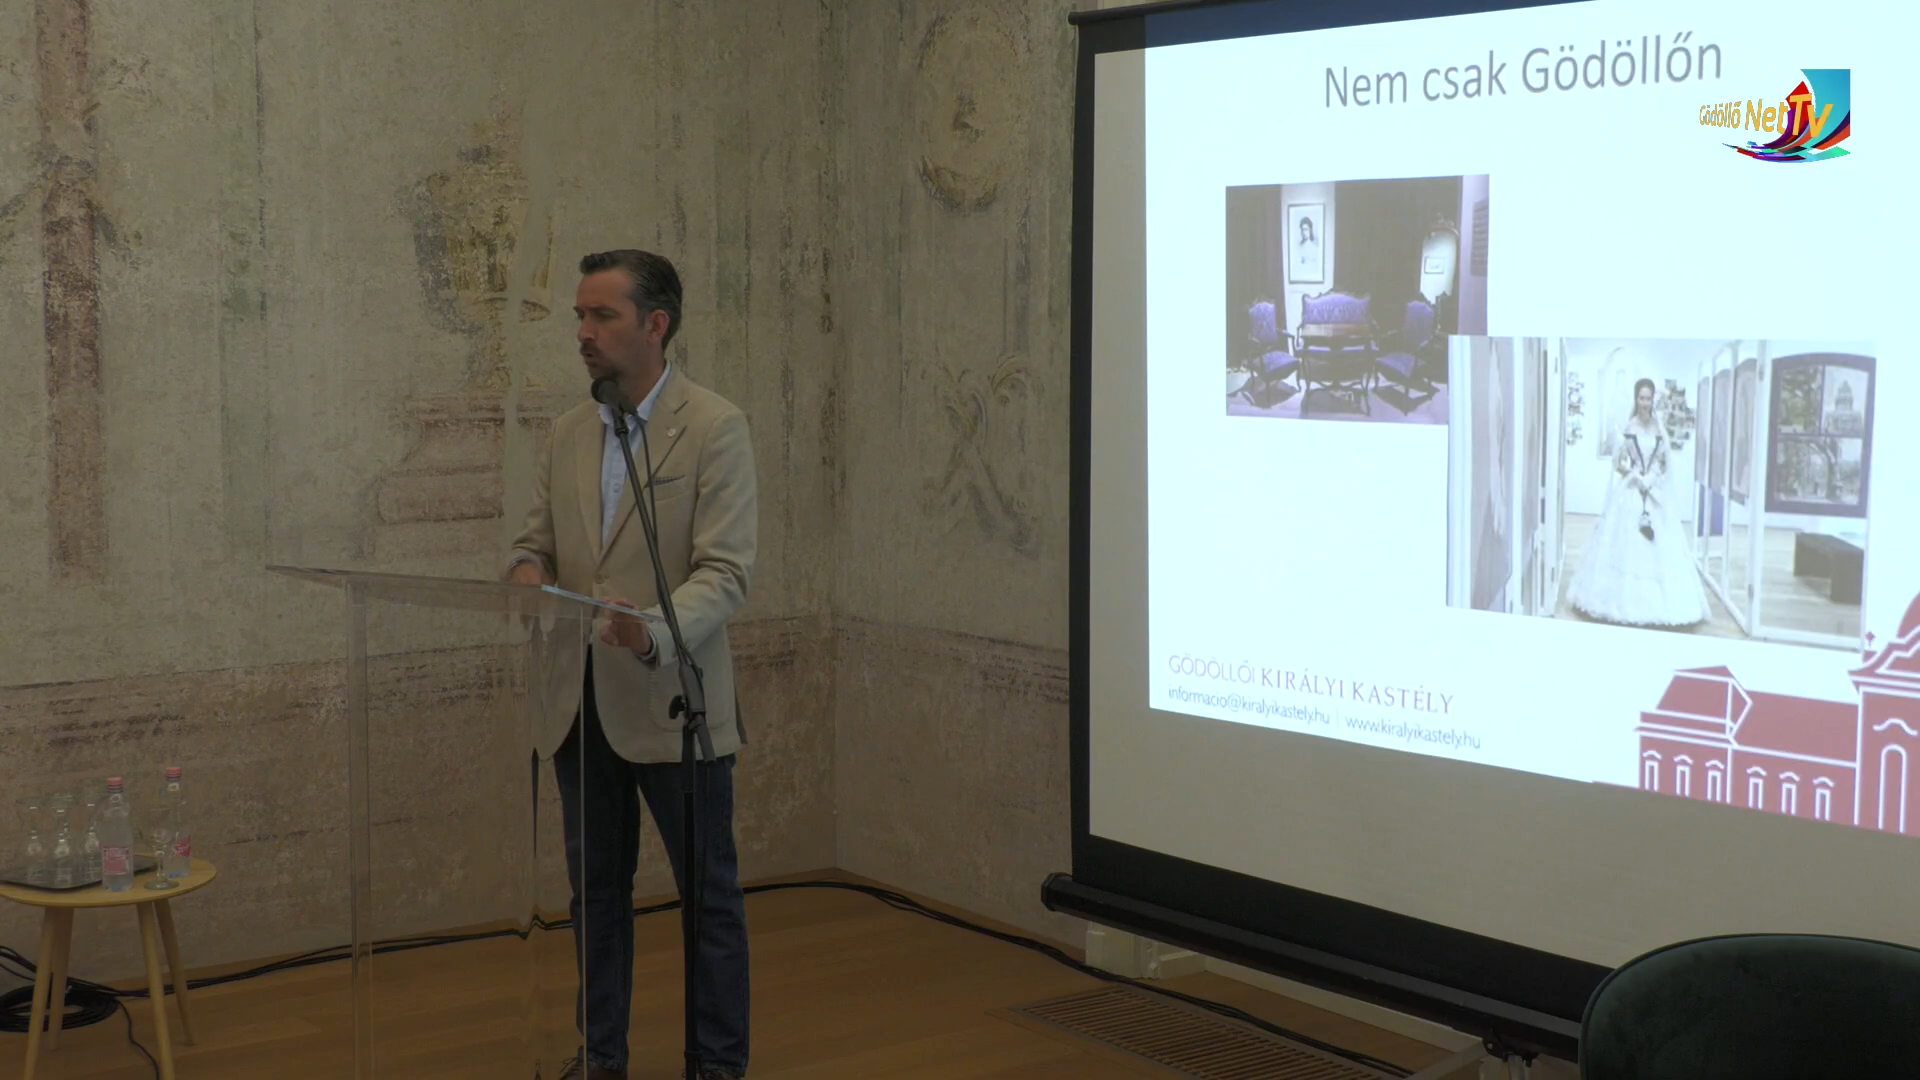 Nem csak Gödöllőn
Gödöllő NetTv
GÖDÖLLŐI KIRÁLYI KASTÉLY
informacio@kiralyikastely.hu | www.kiralyikastely.hu